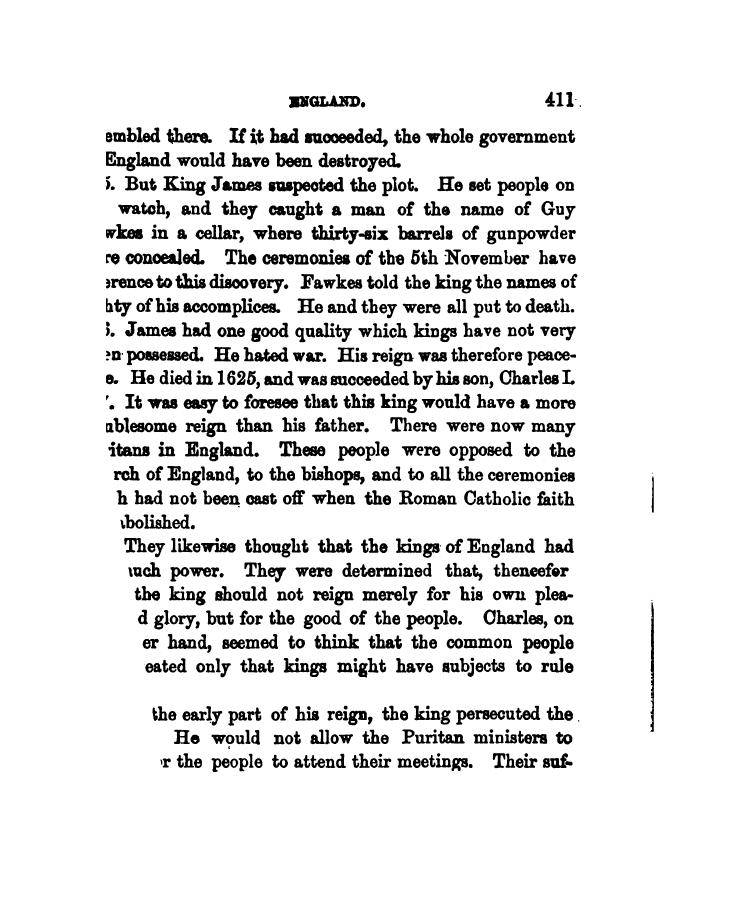 ENGLAND. 411
embled there. If it had succeeded, the whole government
England would have been destroyed.
5. But King James suspected the plot. He set people on
watch, and they caught a man of the name of Guy
wkes in a cellar, where thirty-six barrels of gunpowder
re concealed. The ceremonies of the 5th November have
erence to this discovery. Fawkes told the king the names of
hty of his accomplices. He and they were all put to death.
6. James had one good quality which kings have not very
en possessed. He hated war. His reign was therefore peace-
e. He died in 1625, and was succeeded by his son, Charles I.
. It was easy to foresee that this king would have a more
ublesome reign than his father. There were now many
itans in England. These people were opposed to the
rch of England, to the bishops, and to all the ceremonies
h had not been cast off when the Roman Catholic faith
bolished.
They likewise thought that the kings of England had
uch power. They were determined that, thencefor
the king should not reign merely for his own plea-
d glory, but for the good of the people. Charles, on
er hand, seemed to think that the common people
eated only that kings might have subjects to rule
the early part of his reign, the king persecuted the
He would not allow the Puritan ministers to
r the people to attend their meetings. Their suf-